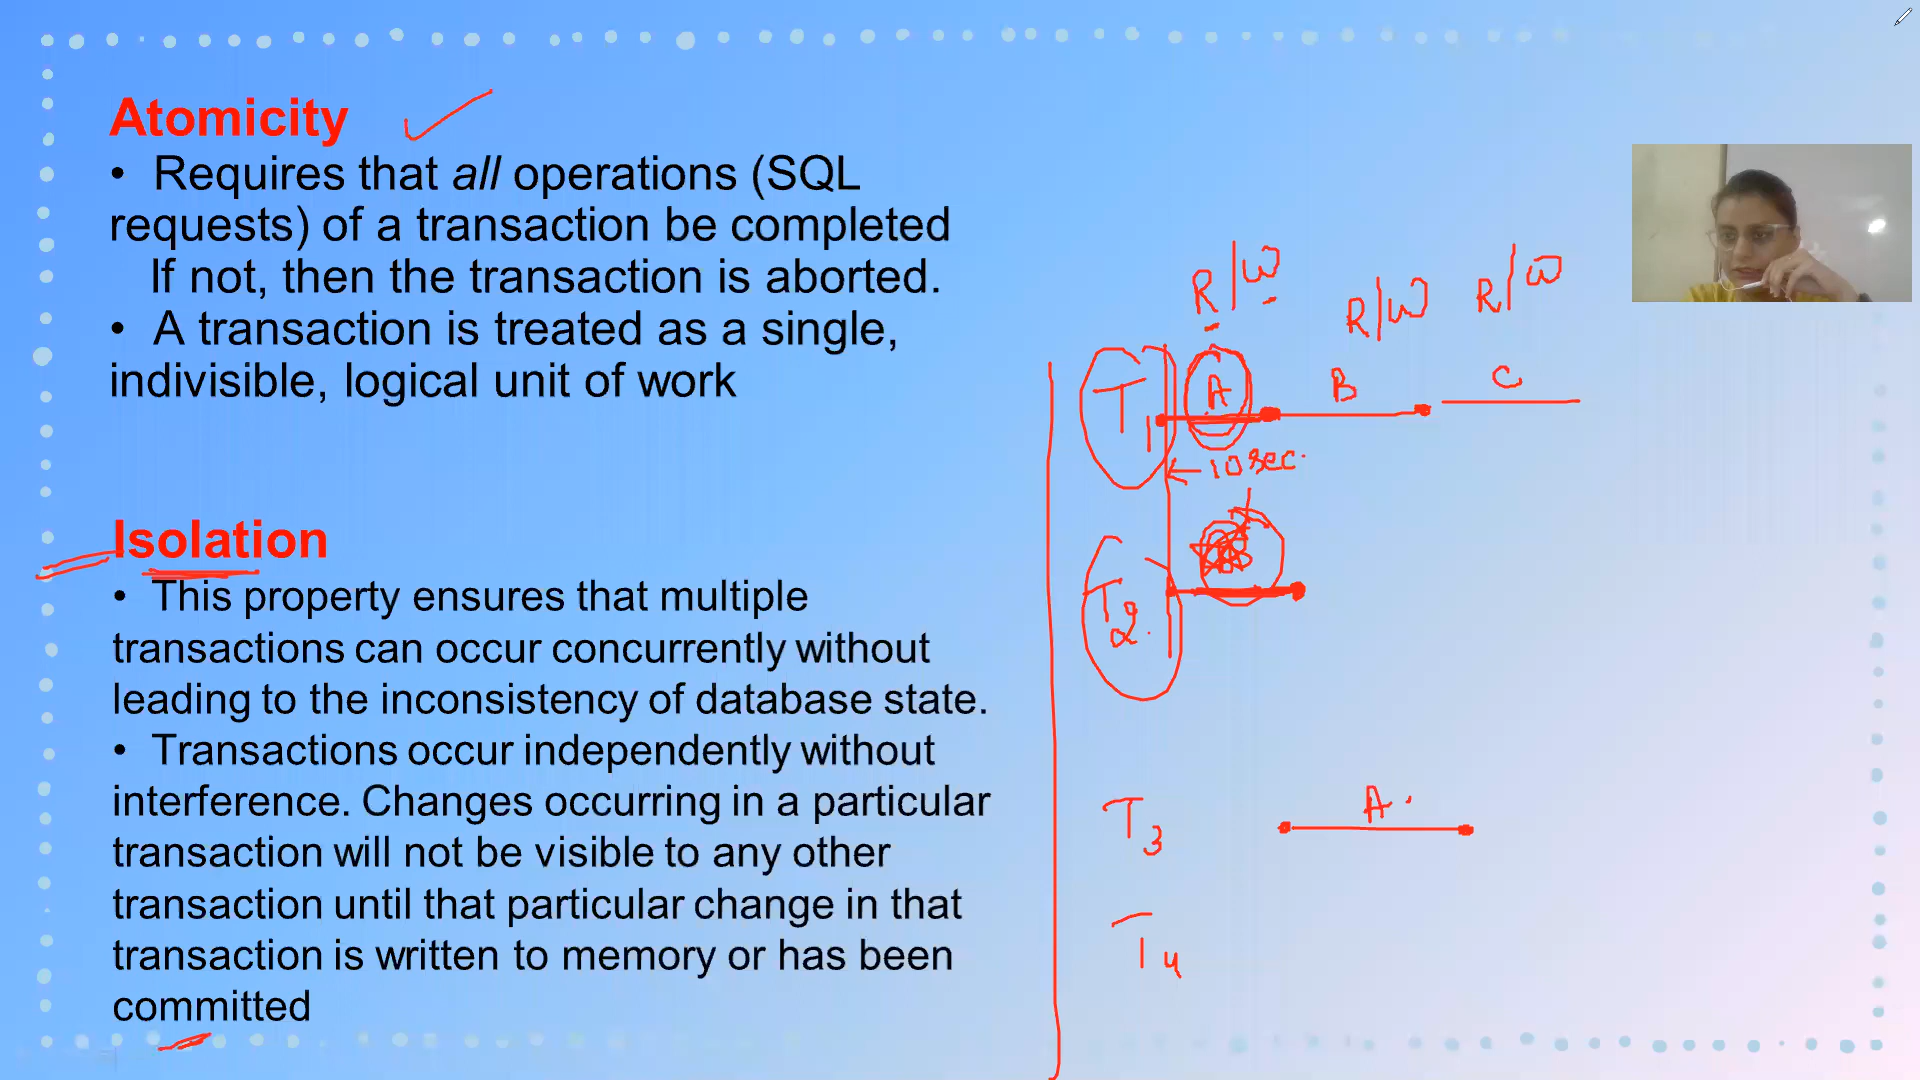 Atomicity
• Requires that all operations (SQL
requests) of a transaction be completed
If not, then the transaction is aborted.
• A transaction is treated as a single,
indivisible, logical unit of work
Isolation
• This property ensures that multiple
transactions can occur concurrently without
leading to the inconsistency of database state.
• Transactions occur independently without
interference. Changes occurring in a particular
transaction will not be visible to any other
transaction until that particular change in that
transaction is written to memory or has been
committed
R/W R/W R/W
T1 A B C
←10 sec.
T2
T3 A
T4